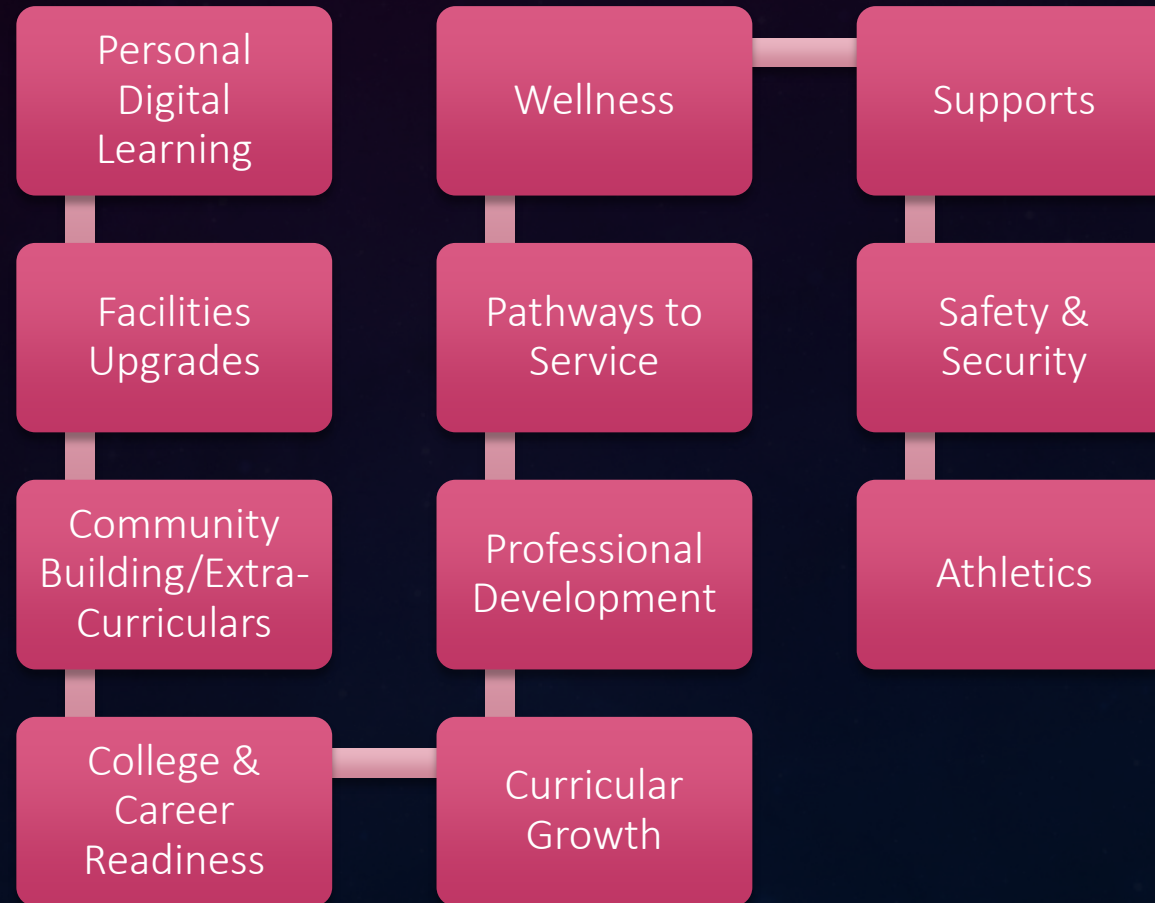 Personal
Digital
Learning
Facilities
Upgrades
Community
Building/Extra-
Curriculars
College &
Career
Readiness
Curricular
Growth
Professional
Development
Pathways to
Service
Wellness
Supports
Safety &
Security
Athletics